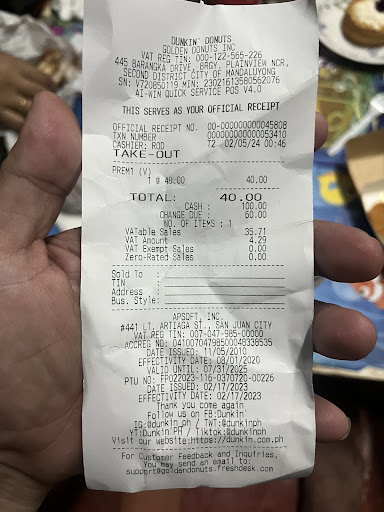 DUNKIN' DONUTS
GOLDEN DONUTS INC
VAT REG TIN: 000-122-565-226
445 BARANGKA DRIVE, BRGY. PLAINVIEW NCR,
SECOND DISTRICT CITY OF MANDALUYONG
SN: V720850119 MIN: 23021613580562076
AI-WIN QUICK SERVICE POS V4.0
THIS SERVES AS YOUR OFFICIAL RECEIPT
OFFICIAL RECEIPT NO. 00-000000000045808
TXN NUMBER 00000000000053410
CASHIER: ROD 72 02/05/24 00:46
TAKE-OUT
PREM1 (V)
1 @ 40.00 40.00
TOTAL: 40.00
CASH : 100.00
CHANGE DUE : 60.00
NO. OF ITEMS : 1
VATable Sales 35.71
VAT Amount 4.29
VAT Exempt Sales 0.00
Zero-Rated Sales 0.00
Sold To :
TIN :
Address :
Bus. Style:
APSOFT, INC.
#441 LT. ARTIAGA ST., SAN JUAN CITY
VAT REG TIN: 007-047-985-00000
ACCREG NO: 0410070479850048338535
DATE ISSUED: 11/05/2010
EFFECTIVITY DATE: 08/01/2020
VALID UNTIL: 07/31/2025
PTU NO: FP022023-116-0370720-00226
DATE ISSUED: 02/17/2023
EFFECTIVITY DATE: 02/17/2023
Thank you come again
Follow us on FB:Dunkin'
IG:@dunkin_ph / TWT:@dunkinph
YT:Dunkin PH / Tiktok:@dunkinph
Visit our website:https://dunkin.com.ph
For Customer Feedback and Inquiries,
You may send an email to:
support@goldendonuts.freshdesk.com